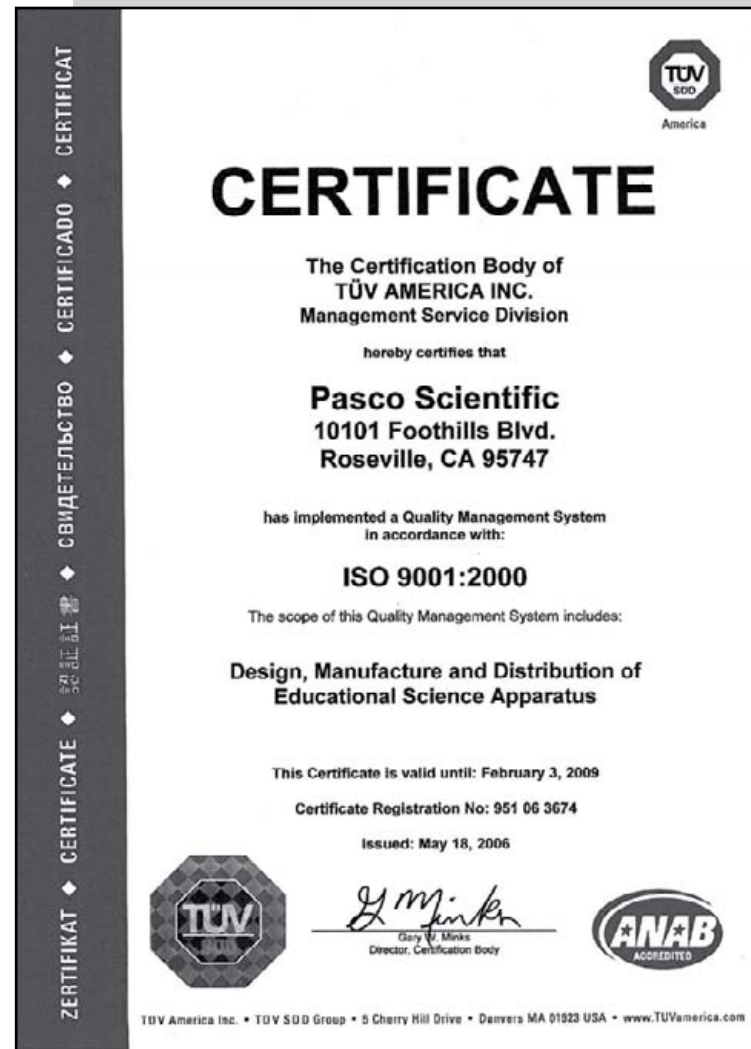 TÜV
SÜD
America
CERTIFICATE
The Certification Body of
TÜV AMERICA INC.
Management Service Division
hereby certifies that
Pasco Scientific
10101 Foothills Blvd.
Roseville, CA 95747
has implemented a Quality Management System
in accordance with:
ISO 9001:2000
The scope of this Quality Management System includes:
Design, Manufacture and Distribution of
Educational Science Apparatus
This Certificate is valid until: February 3, 2009
Certificate Registration No: 951 06 3674
Issued: May 18, 2006
TÜV
G Minks
Gary W. Minks
Director, Certification Body
ANAB
ACCREDITED
TÜV America Inc. • TÜV SÜD Group • 5 Cherry Hill Drive • Danvers MA 01923 USA • www.TUVamerica.com
ZERTIFIKAT ◆ CERTIFICATE ◆ 認証証書 ◆ СВИДЕТЕЛЬСТВО ◆ CERTIFICADO ◆ CERTIFICAT